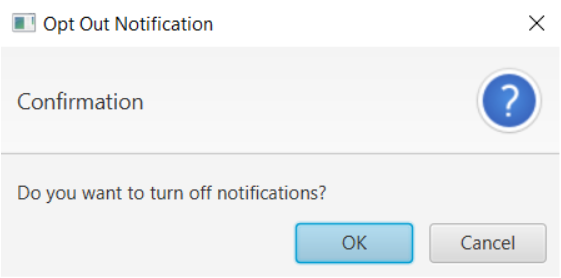 Opt Out Notification
Confirmation
?
Do you want to turn off notifications?
OK Cancel